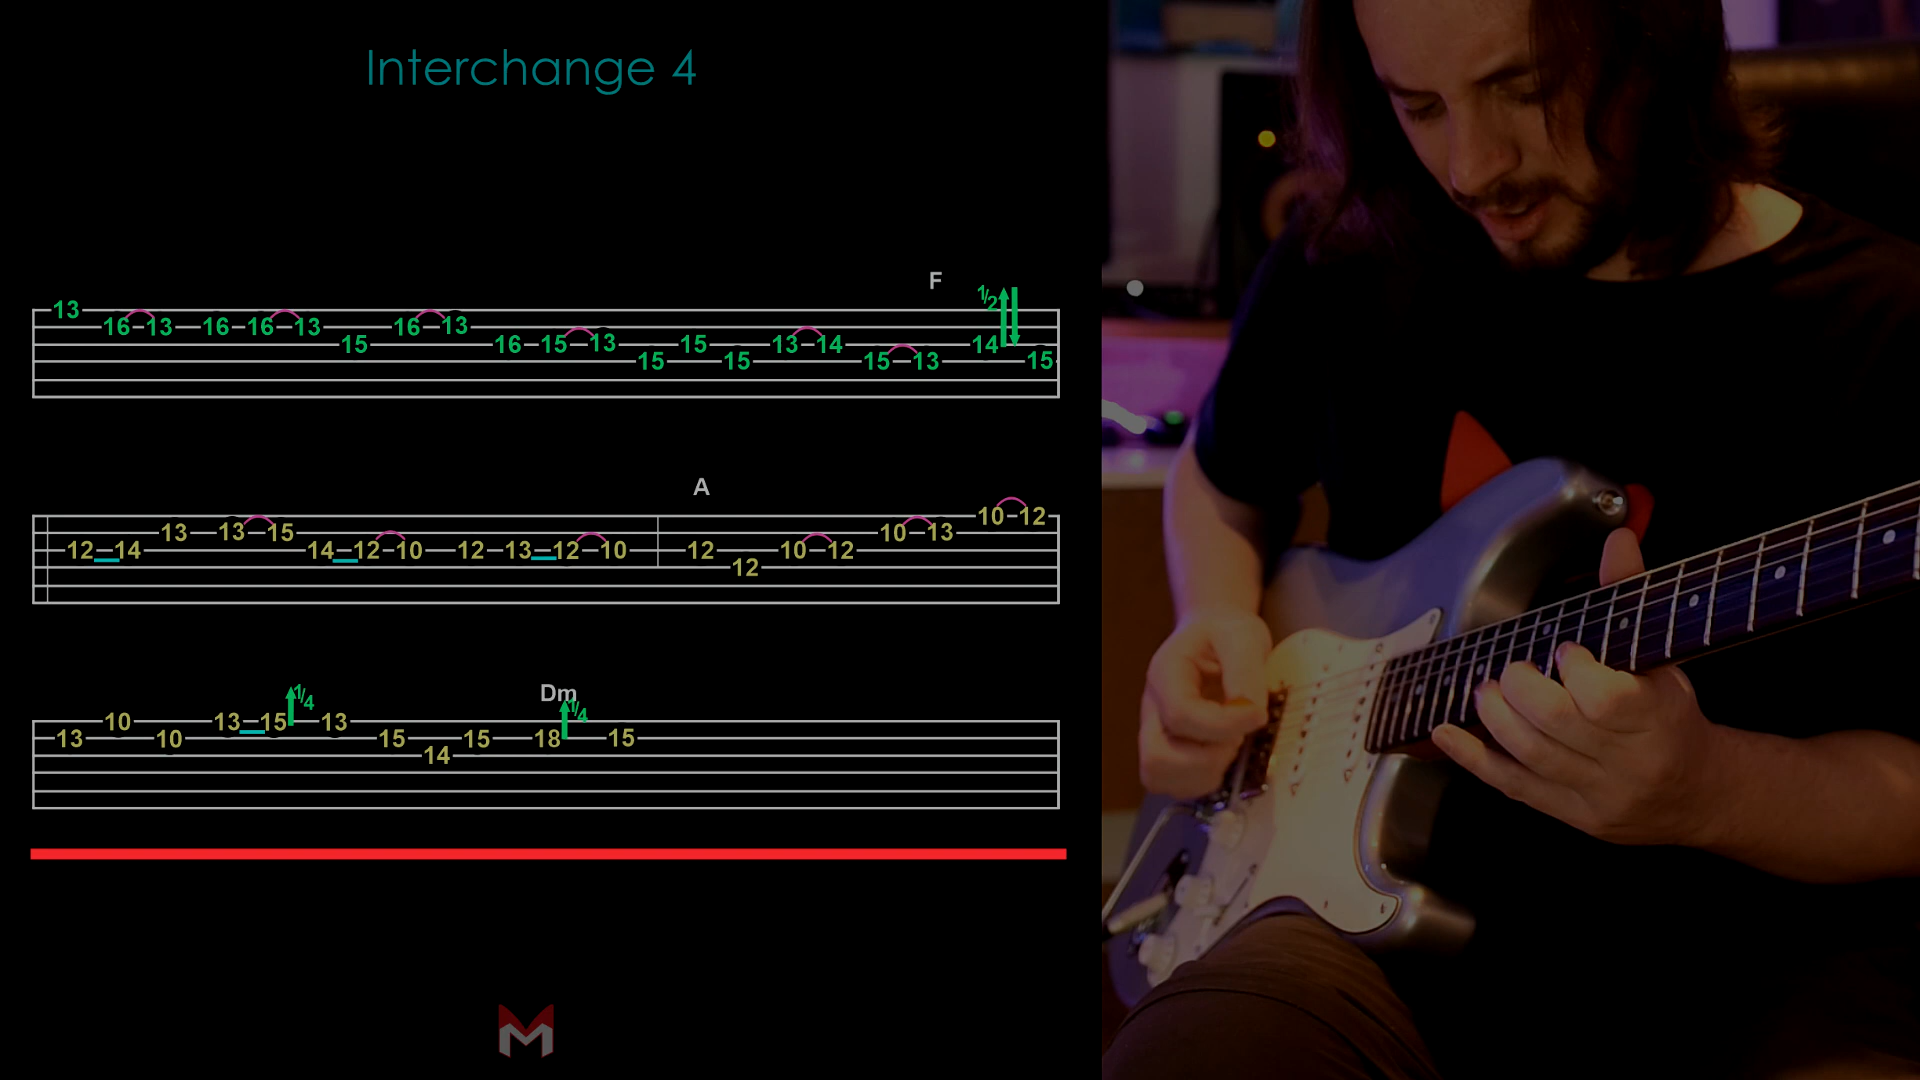 Interchange 4
F
1/2
13
16 13 16 16 13 16 13
15 16 15 13 15 13 14 14
15 15 15 13 15
A
10 12
13 13 15 10 13
12 14 14 12 10 12 13 12 10 12 10 12
12
1/4 Dm 1/4
10 13 15 13
13 10 15 15 18 15
14
M